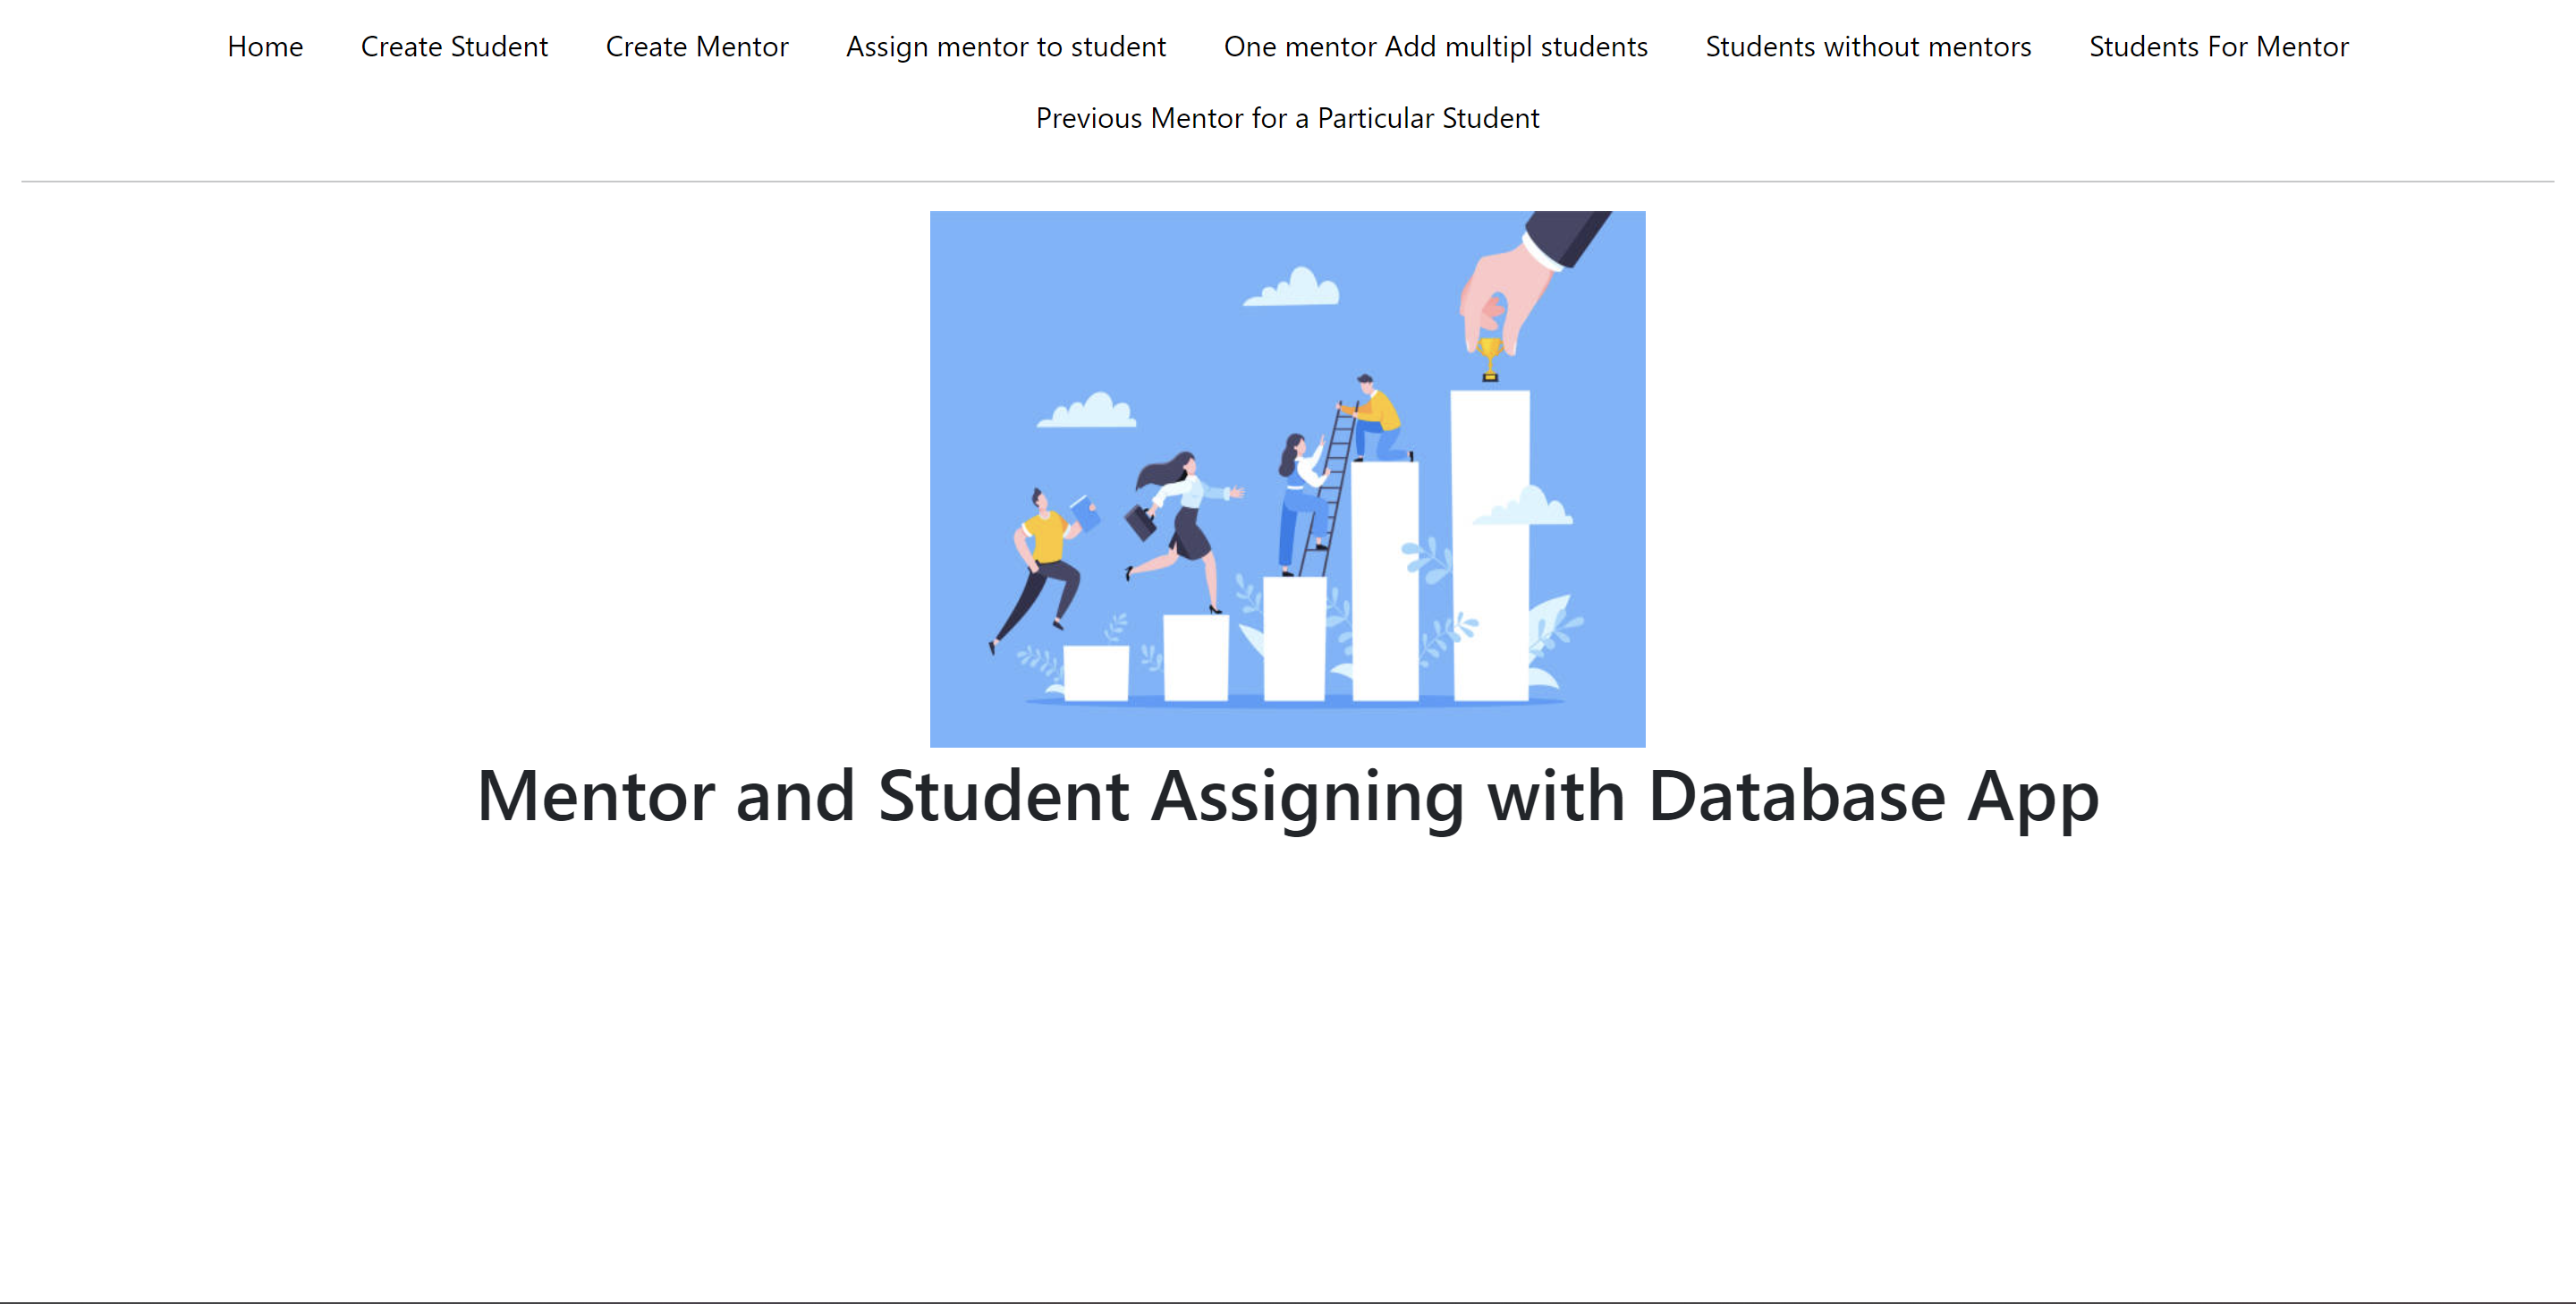 Home Create Student Create Mentor Assign mentor to student One mentor Add multipl students Students without mentors Students For Mentor
Previous Mentor for a Particular Student
Mentor and Student Assigning with Database App